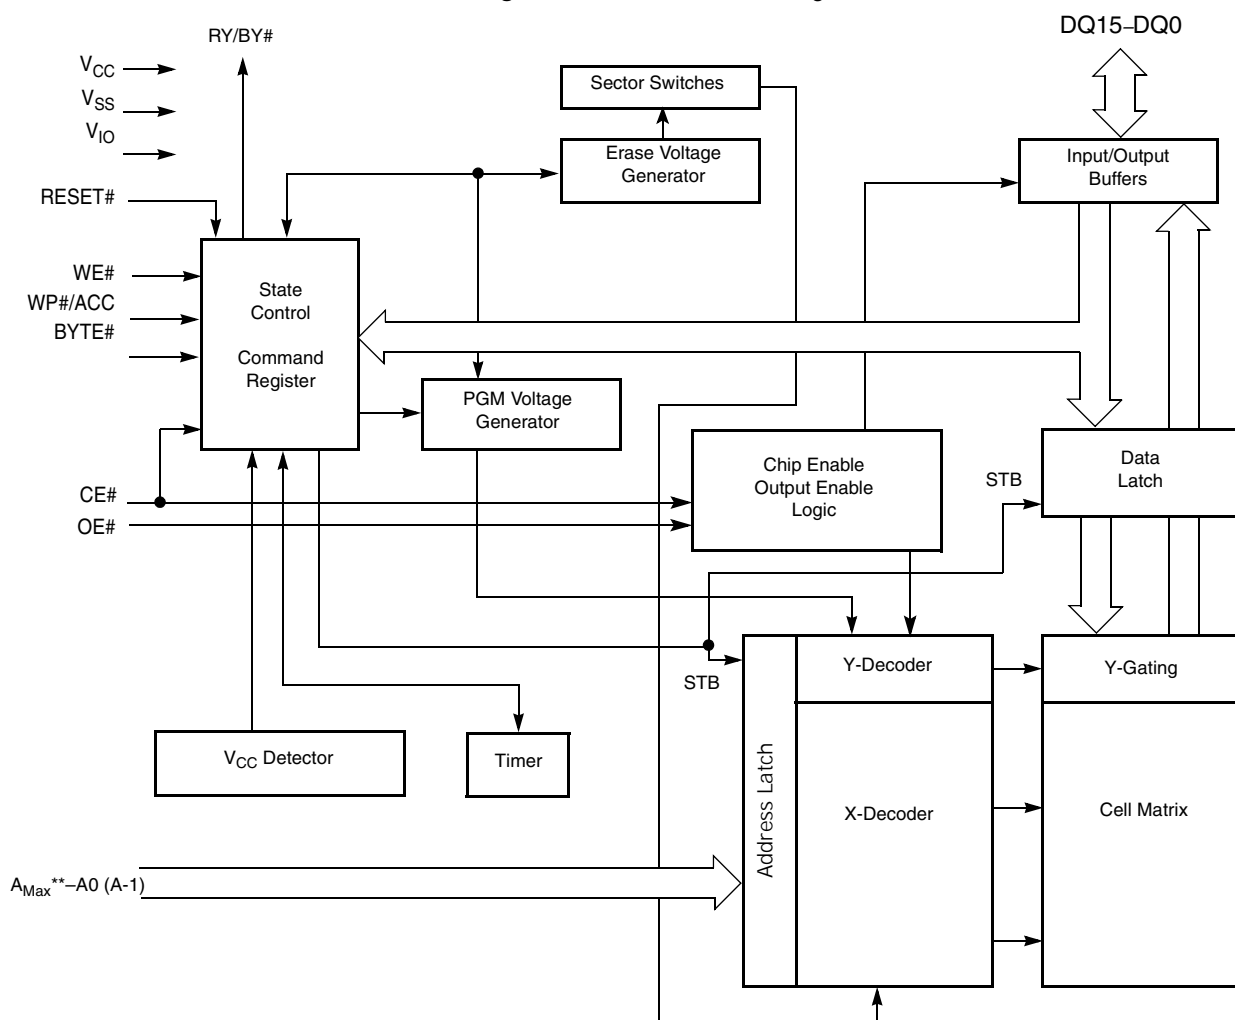 DQ15–DQ0
RY/BY#
VCC
VSS
VIO
RESET#
WE#
WP#/ACC
BYTE#
CE#
OE#
Sector Switches
Erase Voltage
Generator
Input/Output
Buffers
State
Control
Command
Register
PGM Voltage
Generator
Chip Enable
Output Enable
Logic
STB
Data
Latch
STB
Y-Decoder
Y-Gating
VCC Detector
Timer
Address Latch
X-Decoder
Cell Matrix
AMax**–A0 (A-1)